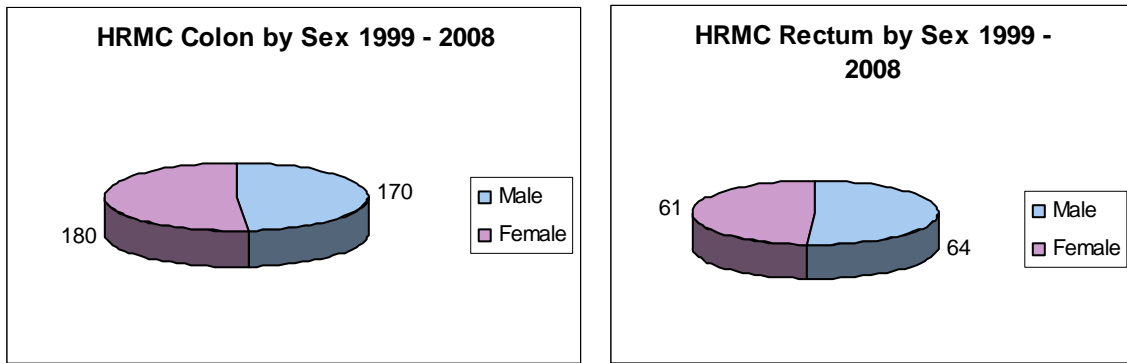 HRMC Colon by Sex 1999 - 2008
170
180
Male
Female
HRMC Rectum by Sex 1999 -
2008
61
64
Male
Female